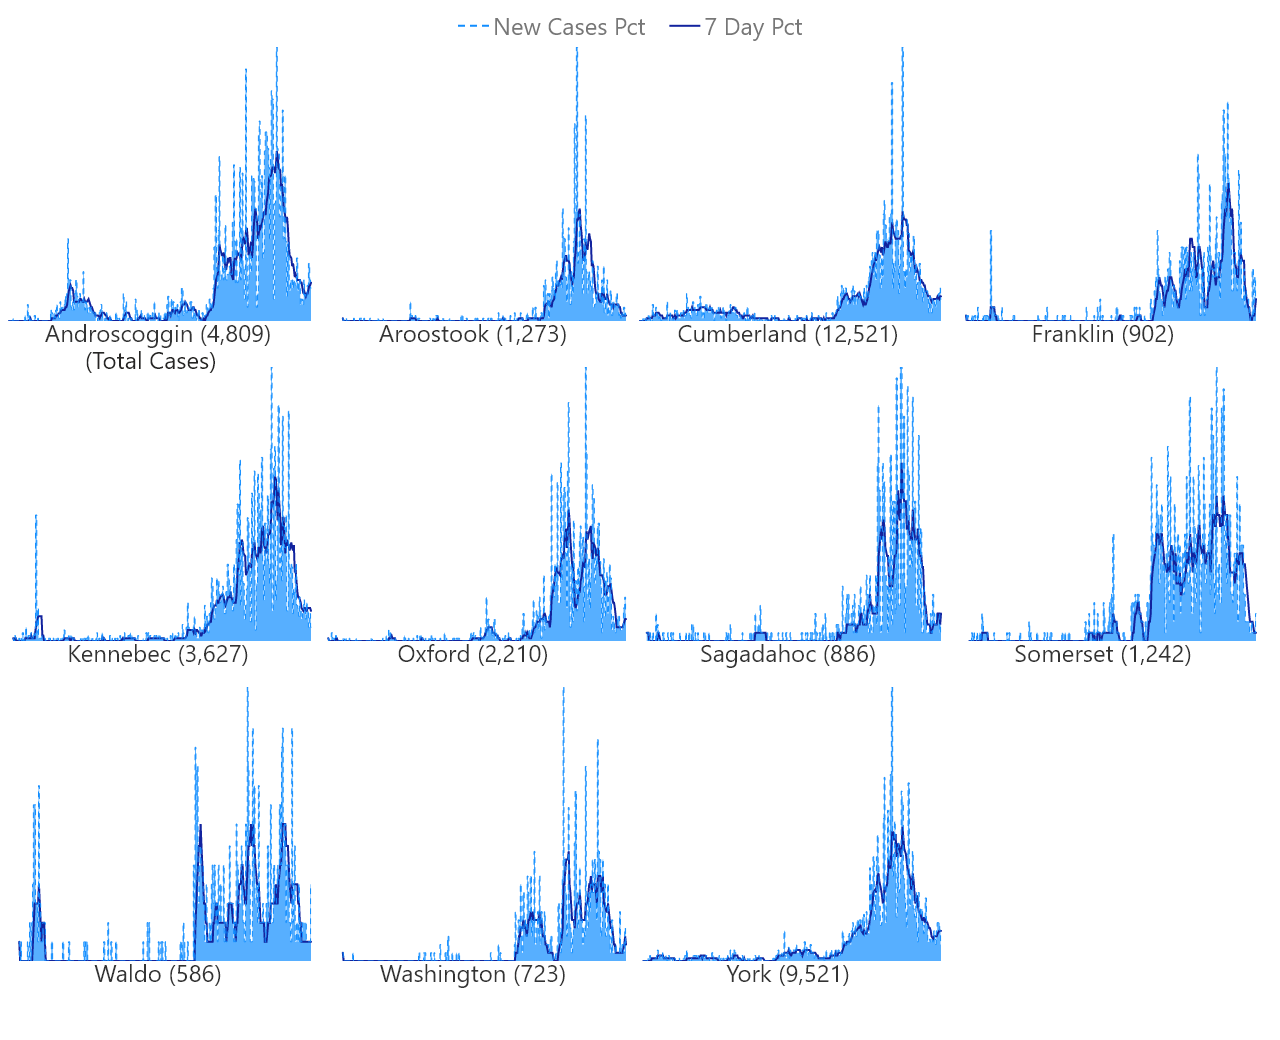 New Cases Pct 7 Day Pct
Androscoggin (4,809) Aroostook (1,273) Cumberland (12,521) Franklin (902)
(Total Cases)
Kennebec (3,627) Oxford (2,210) Sagadahoc (886) Somerset (1,242)
Waldo (586) Washington (723) York (9,521)